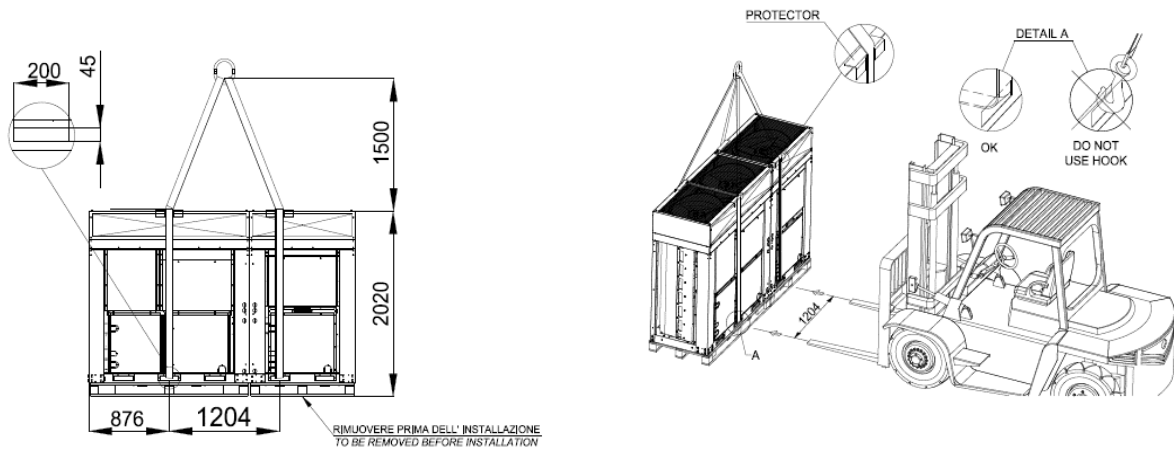 200
45
1500
2020
876
1204
RIMUOVERE PRIMA DELL' INSTALLAZIONE
TO BE REMOVED BEFORE INSTALLATION
PROTECTOR
DETAIL A
OK
DO NOT
USE HOOK
1204
A